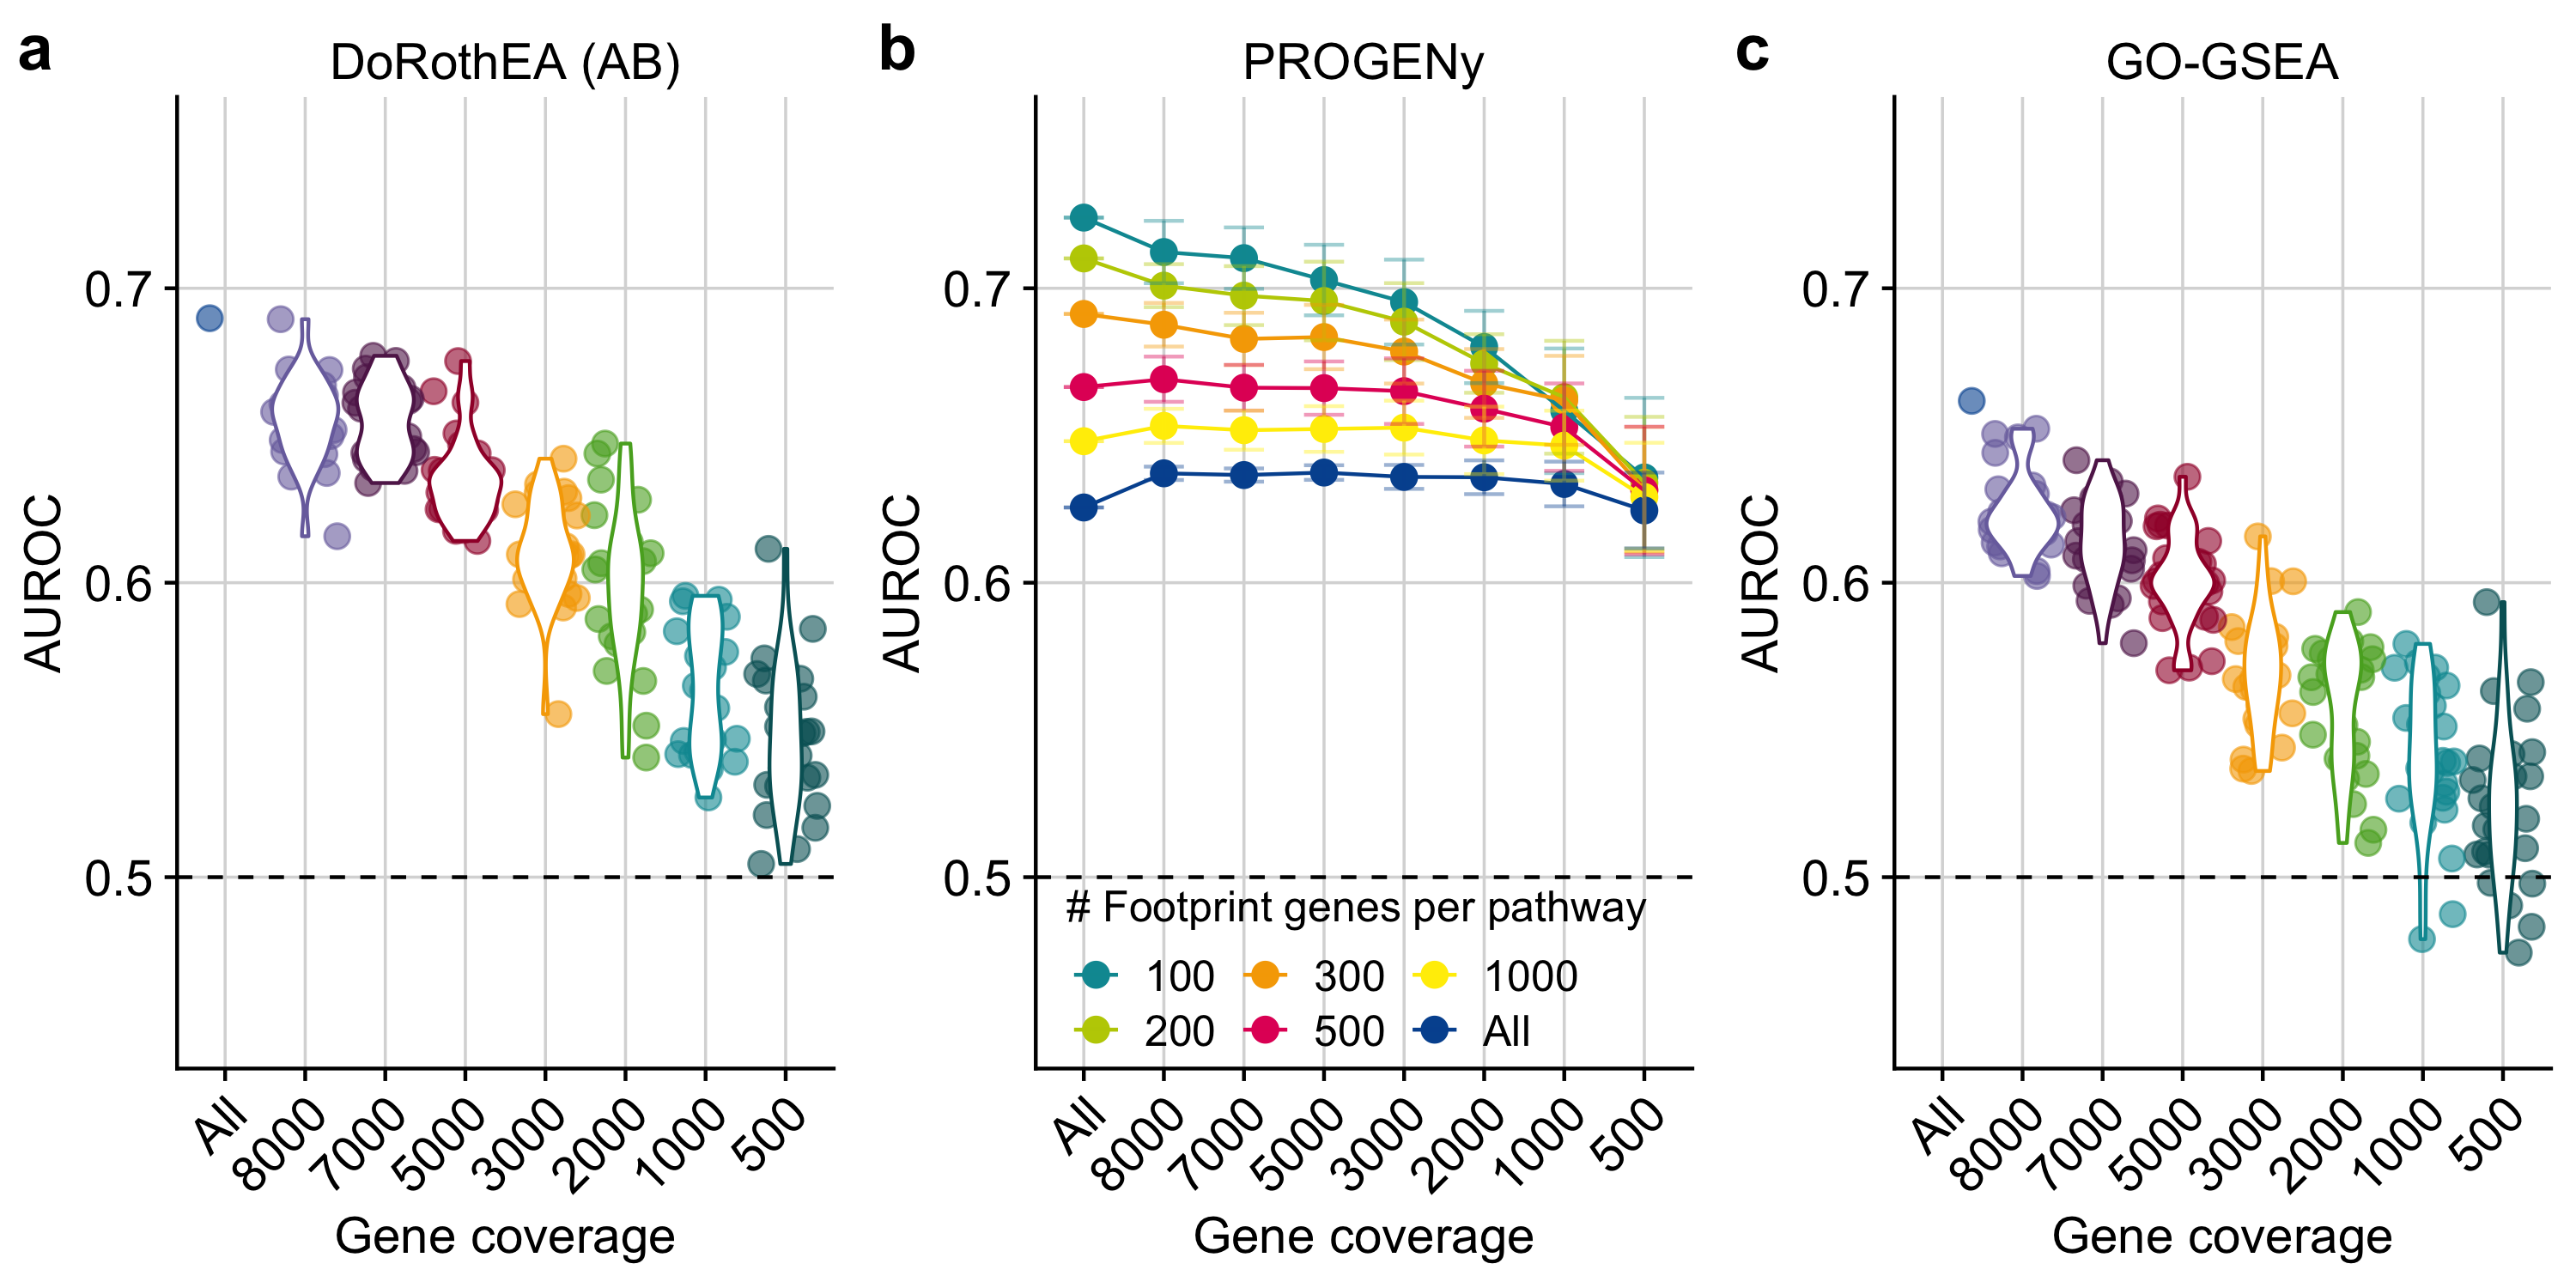 a
DoRothEA (AB)
AUROC
0.7
0.6
0.5
All
8000
7000
5000
3000
2000
1000
500
Gene coverage
b
PROGENy
AUROC
0.7
0.6
0.5
# Footprint genes per pathway
100 300 1000
200 500 All
All
8000
7000
5000
3000
2000
1000
500
Gene coverage
c
GO-GSEA
AUROC
0.7
0.6
0.5
All
8000
7000
5000
3000
2000
1000
500
Gene coverage